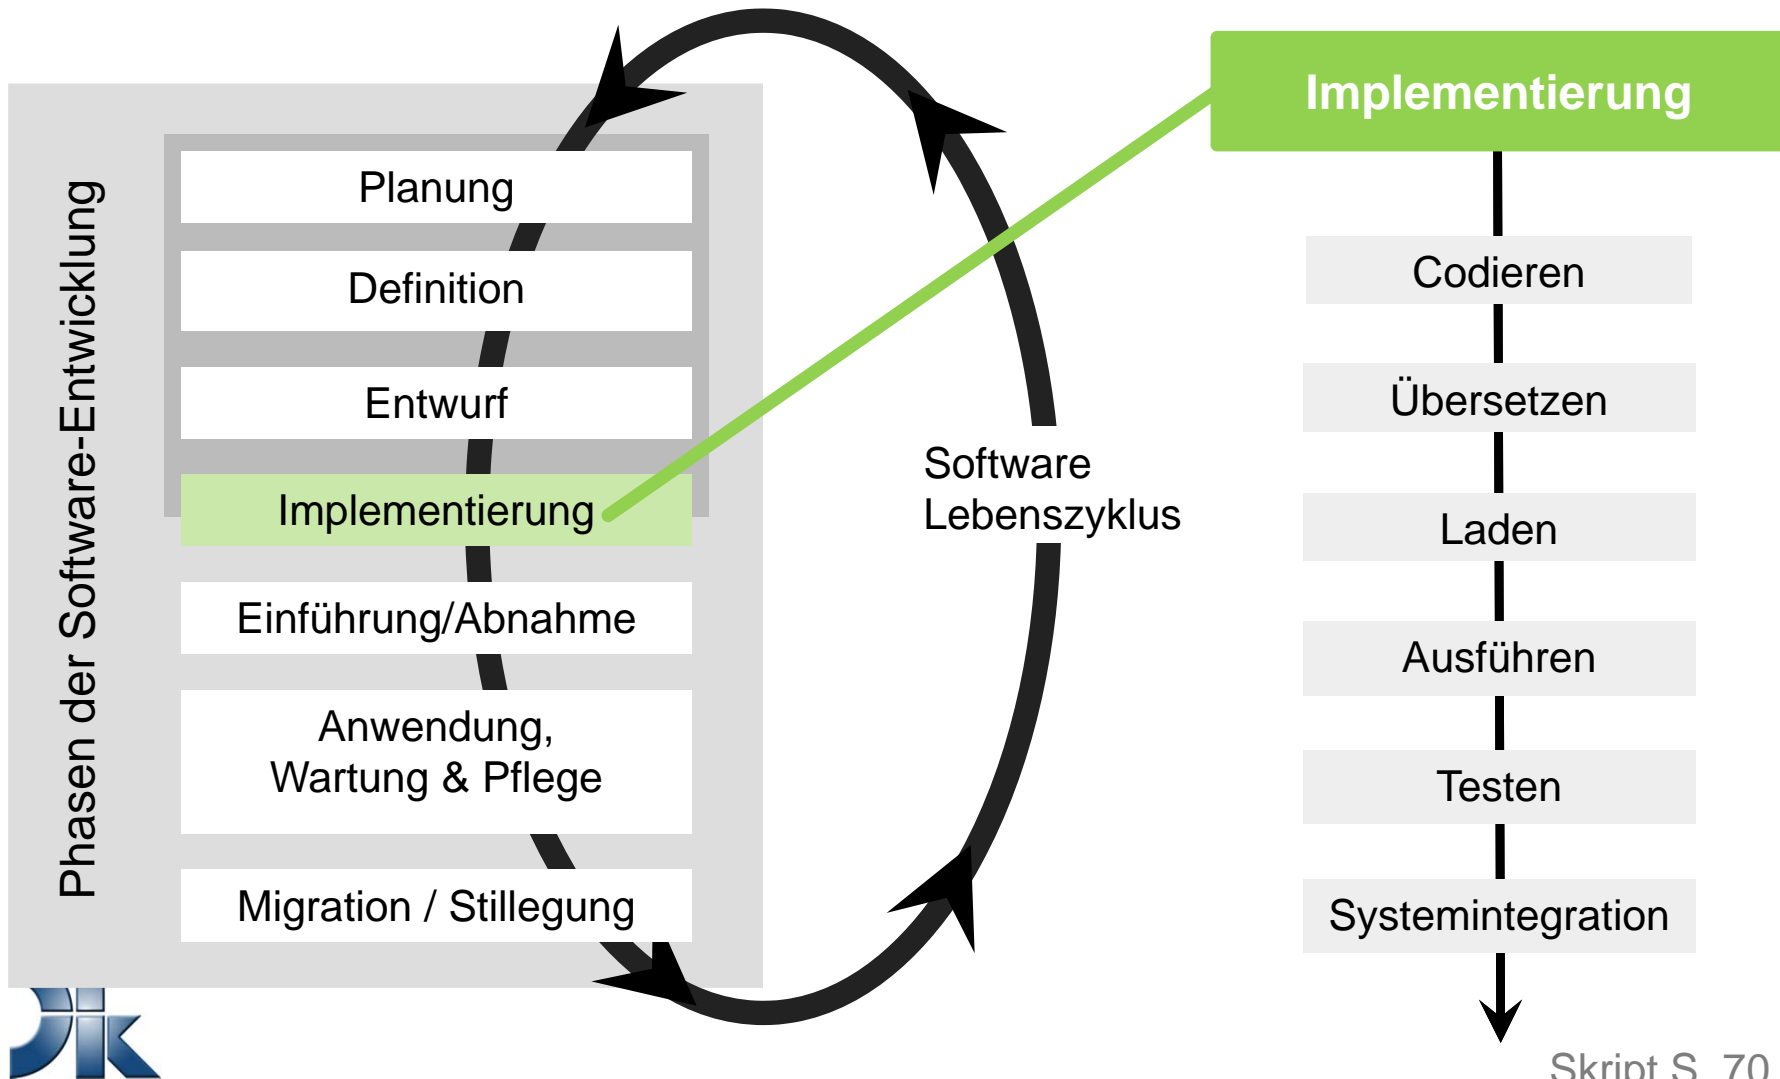 Phasen der Software-Entwicklung
Planung
Definition
Entwurf
Implementierung
Einführung/Abnahme
Anwendung,
Wartung & Pflege
Migration / Stillegung
Software
Lebenszyklus
Implementierung
Codieren
Übersetzen
Laden
Ausführen
Testen
Systemintegration
Skript S. 70